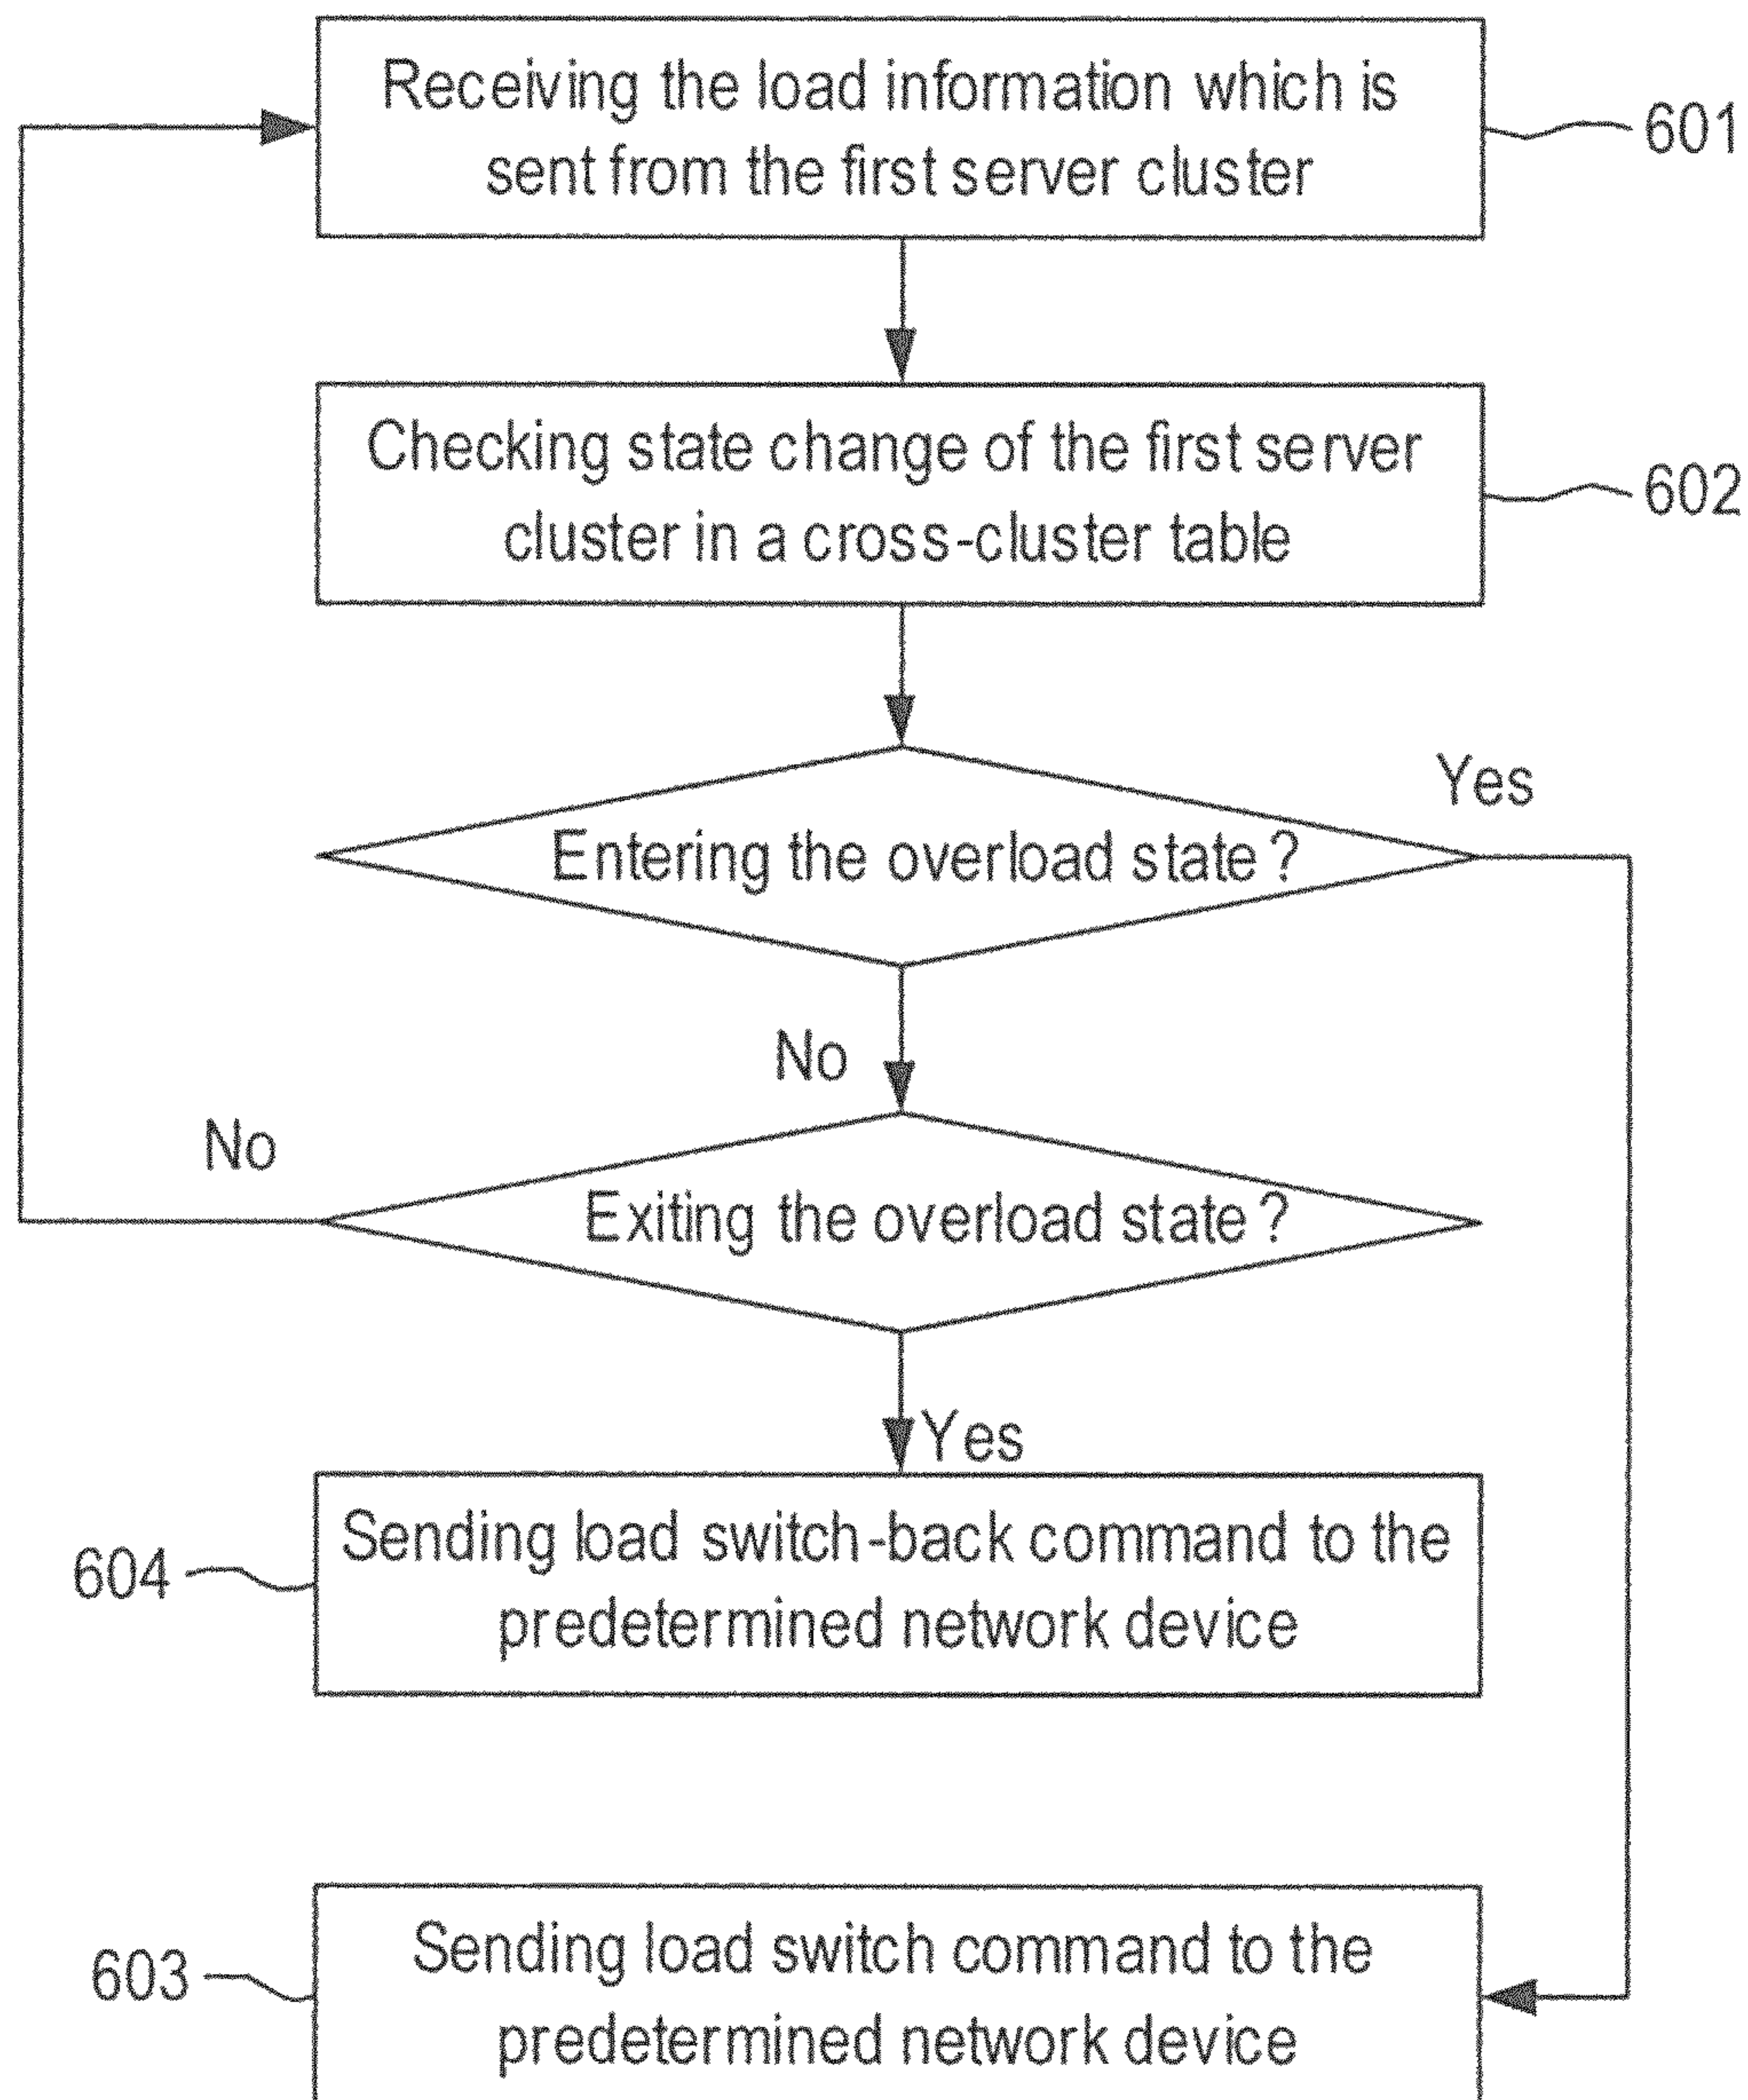 Receiving the load information which is
sent from the first server cluster
601
Checking state change of the first server
cluster in a cross-cluster table
602
Yes
Entering the overload state ?
No
No
Exiting the overload state ?
Yes
Sending load switch-back command to the
predetermined network device
604
Sending load switch command to the
predetermined network device
603